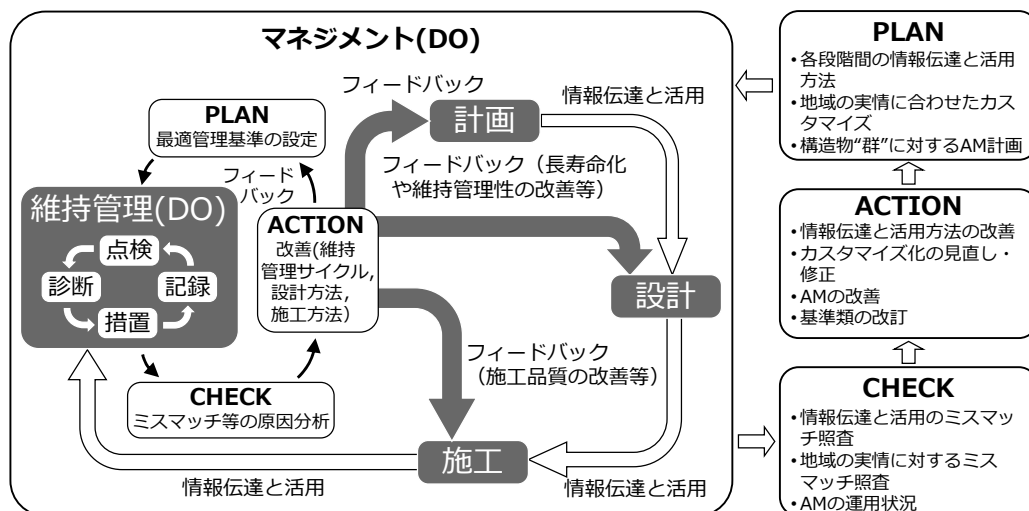 マネジメント(DO)
フィードバック
計画
情報伝達と活用
PLAN
最適管理基準の設定
フィード
バック
フィードバック（長寿命化
や維持管理性の改善等）
維持管理(DO)
点検
診断
記録
措置
ACTION
改善(維持
管理サイクル,
設計方法,
施工方法）
設計
フィードバック
（施工品質の改善等）
CHECK
ミスマッチ等の原因分析
施工
情報伝達と活用
情報伝達と活用
PLAN
•各段階間の情報伝達と活用
方法
•地域の実情に合わせたカス
タマイズ
•構造物“群”に対するAM計画
ACTION
•情報伝達と活用方法の改善
•カスタマイズ化の見直し・
修正
•AMの改善
•基準類の改訂
CHECK
•情報伝達と活用のミスマッ
チ照査
•地域の実情に対するミス
マッチ照査
•AMの運用状況